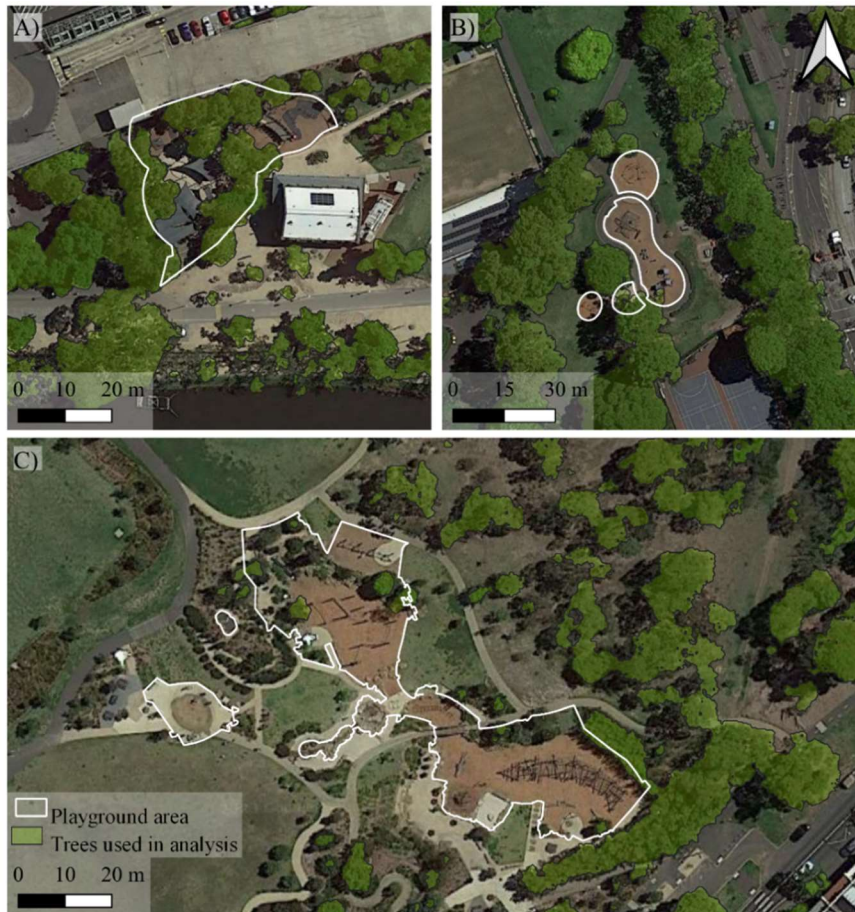 A)
B)
0 10 20 m
0 15 30 m
C)
Playground area
Trees used in analysis
0 10 20 m